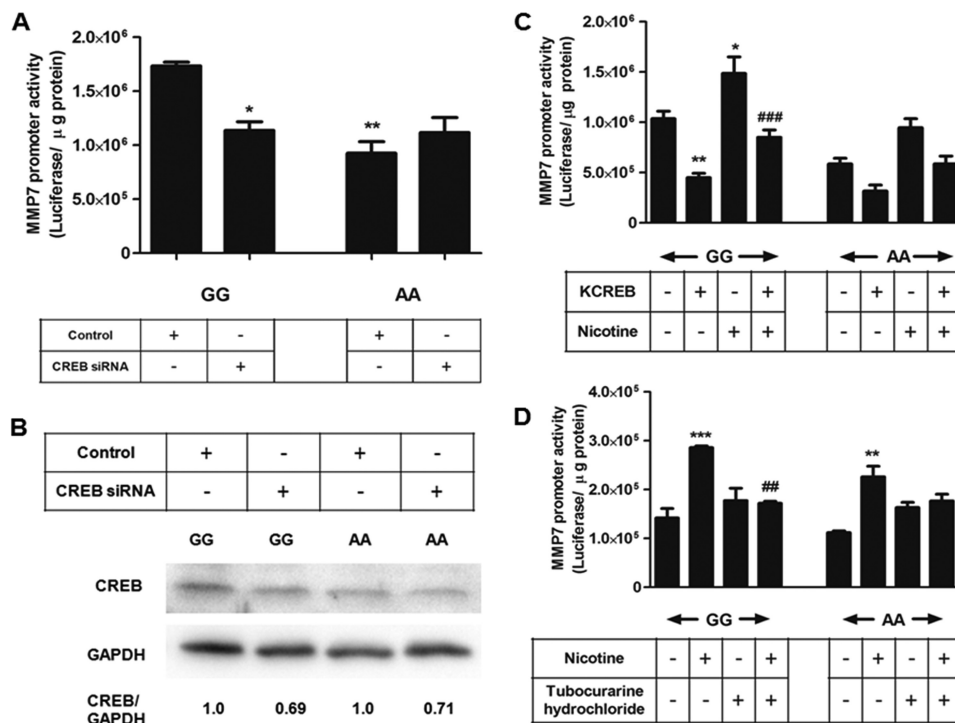 A
MMP7 promoter activity
(Luciferase/ μ g protein)
2.0×10⁶
1.5×10⁶
1.0×10⁶
5.0×10⁵
0
*
**
GG AA
Control + - + -
CREB siRNA - + - +
B
Control + - + -
CREB siRNA - + - +
GG GG AA AA
CREB
GAPDH
CREB/
GAPDH
1.0 0.69 1.0 0.71
C
MMP7 promoter activity
(Luciferase/ μg protein)
2.0×10⁶
1.5×10⁶
1.0×10⁶
5.0×10⁵
0
**
*
###
GG AA
KCREB - + - + - + - +
Nicotine - - + + - - + +
D
MMP7 promoter activity
(Luciferase/ μ g protein)
4.0×10⁵
3.0×10⁵
2.0×10⁵
1.0×10⁵
0
***
##
**
GG AA
Nicotine - + - + - + - +
Tubocurarine
hydrochloride
- - + + - - + +